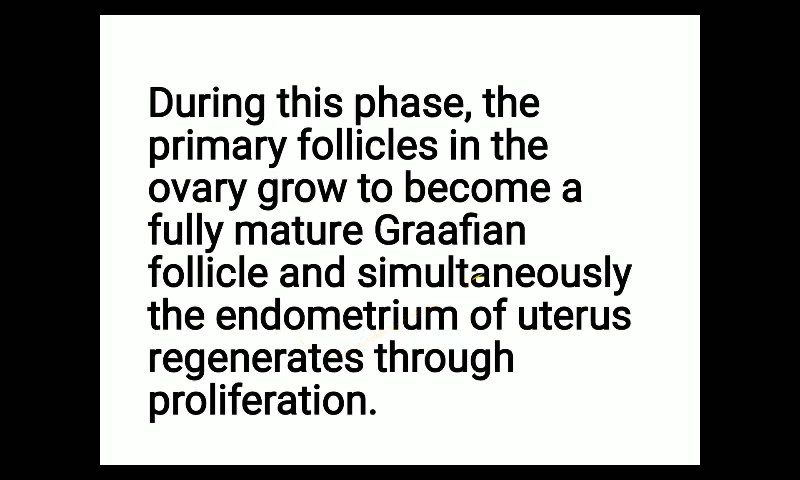 During this phase, the
primary follicles in the
ovary grow to become a
fully mature Graafian
follicle and simultaneously
the endometrium of uterus
regenerates through
proliferation.